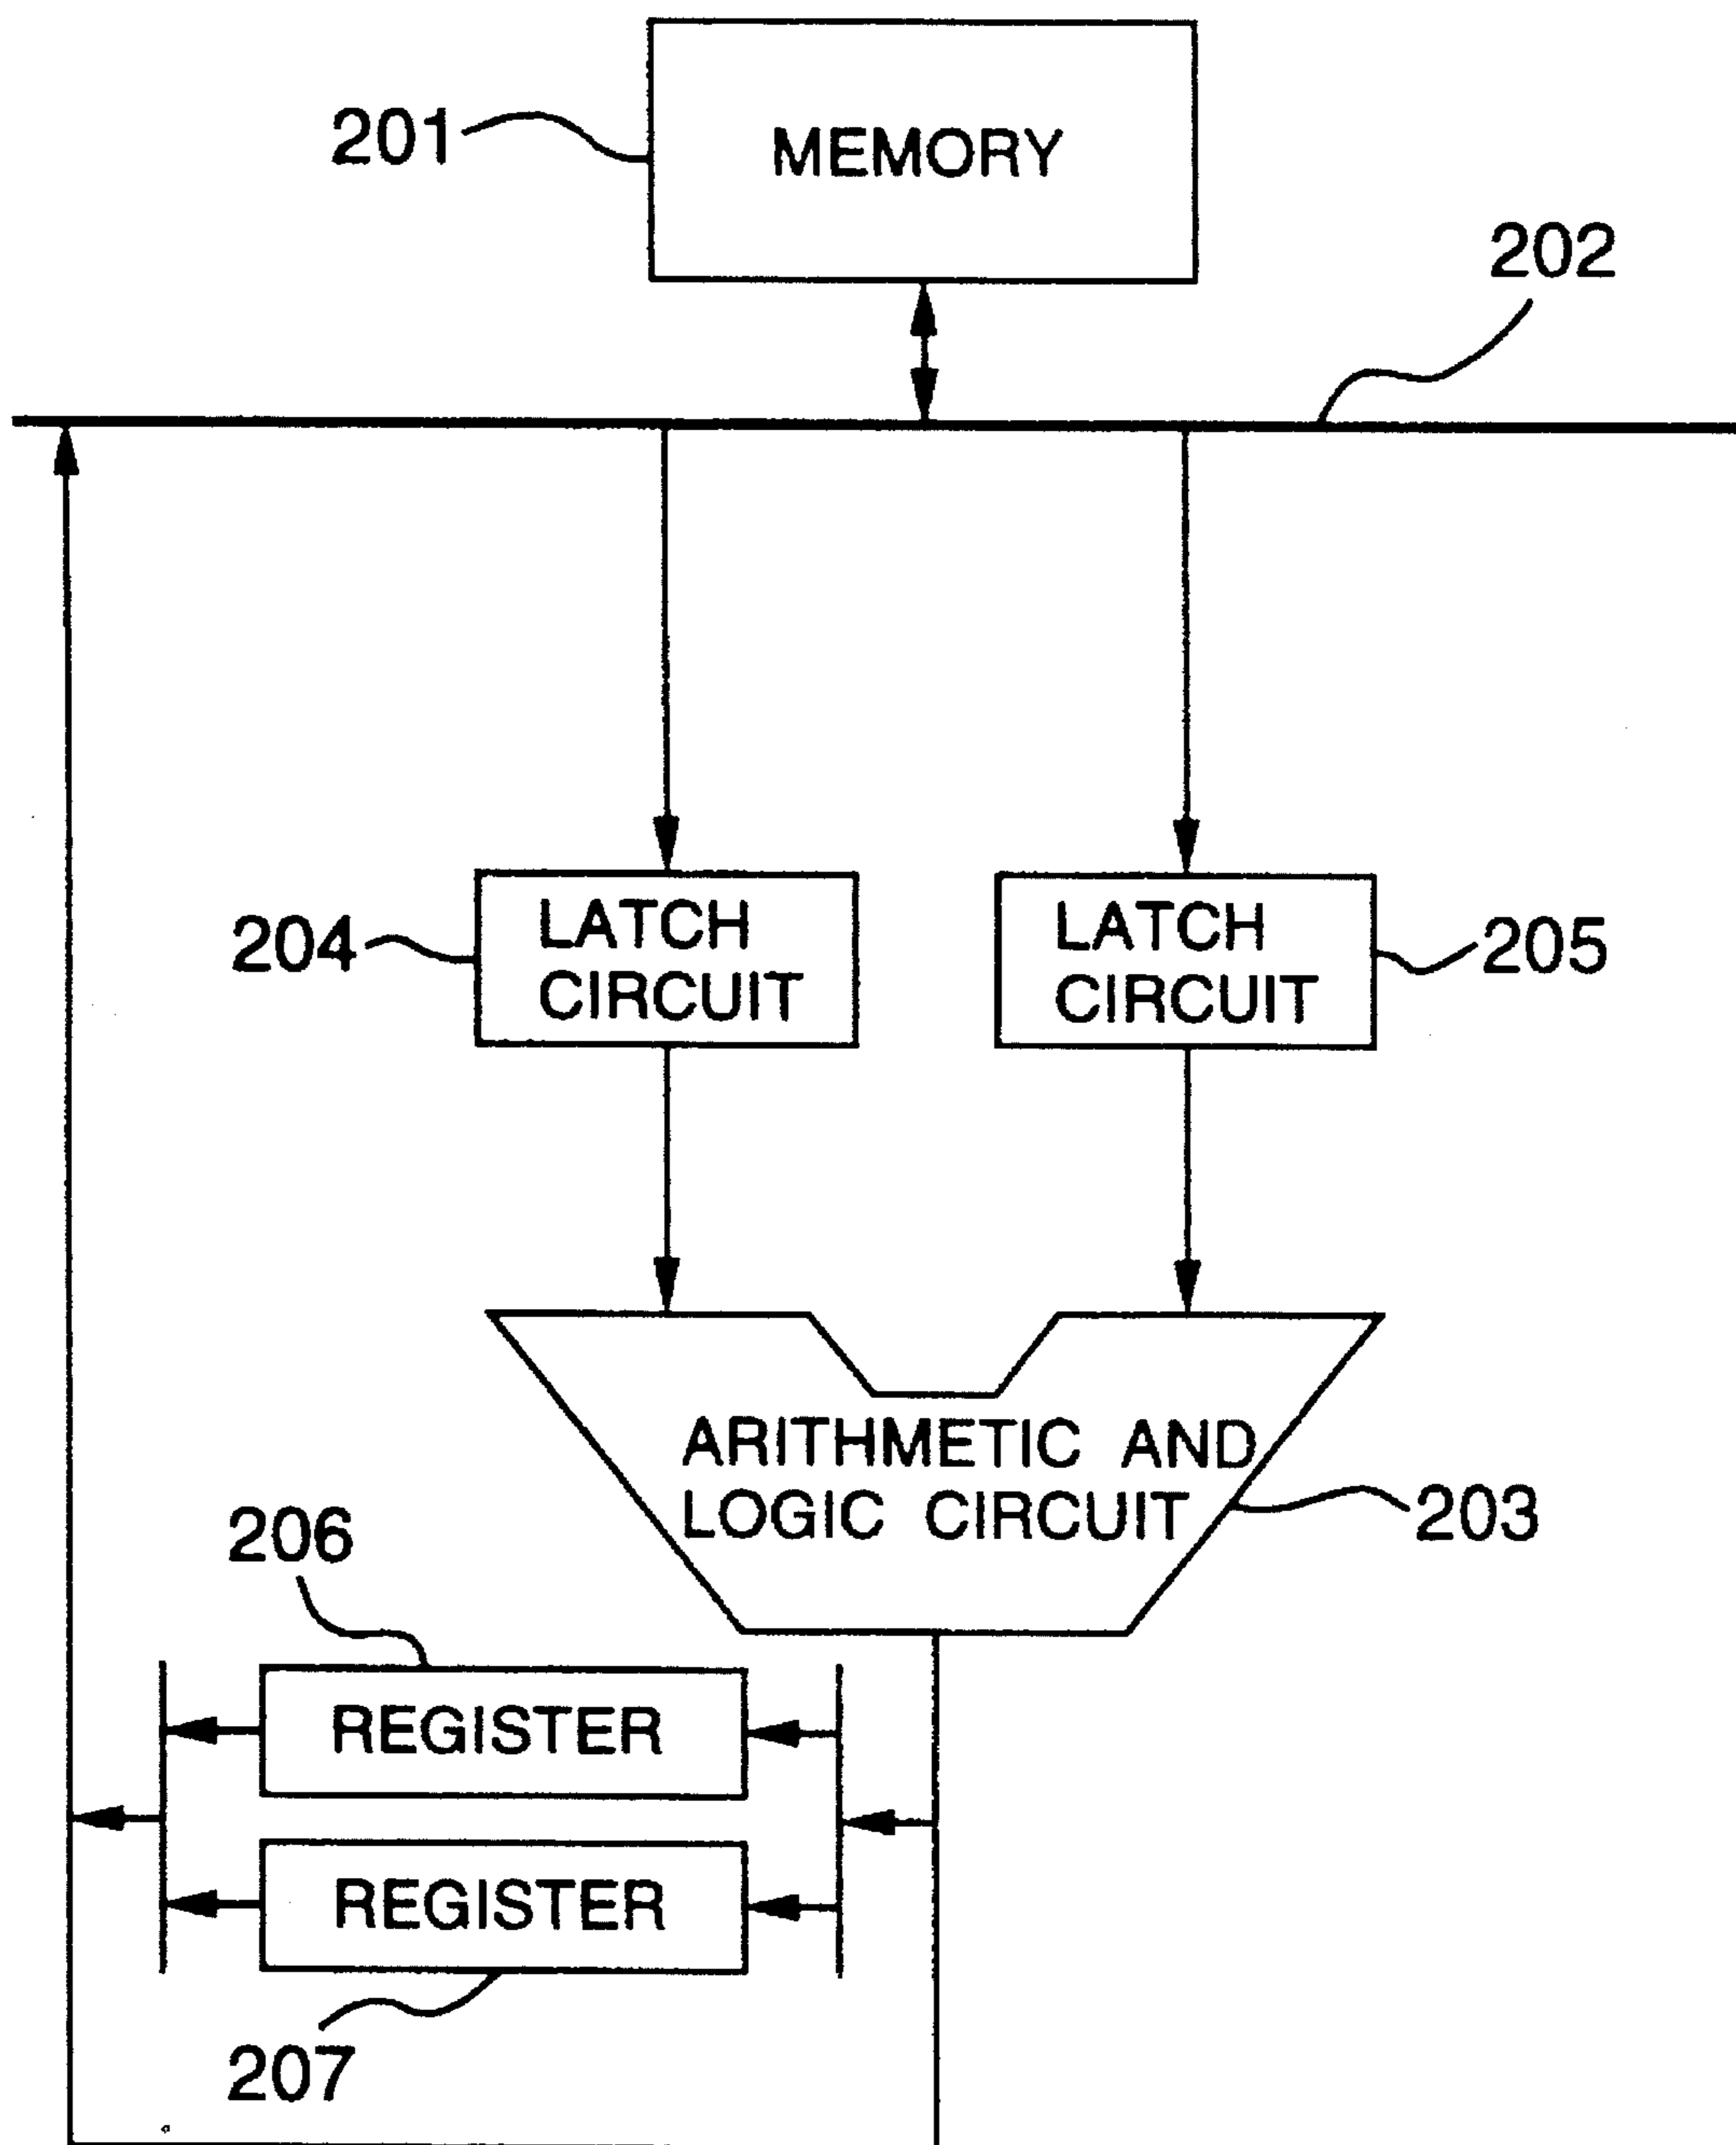 201
MEMORY
202
204
LATCH
CIRCUIT
LATCH
CIRCUIT
205
ARITHMETIC AND
LOGIC CIRCUIT
203
206
REGISTER
REGISTER
207